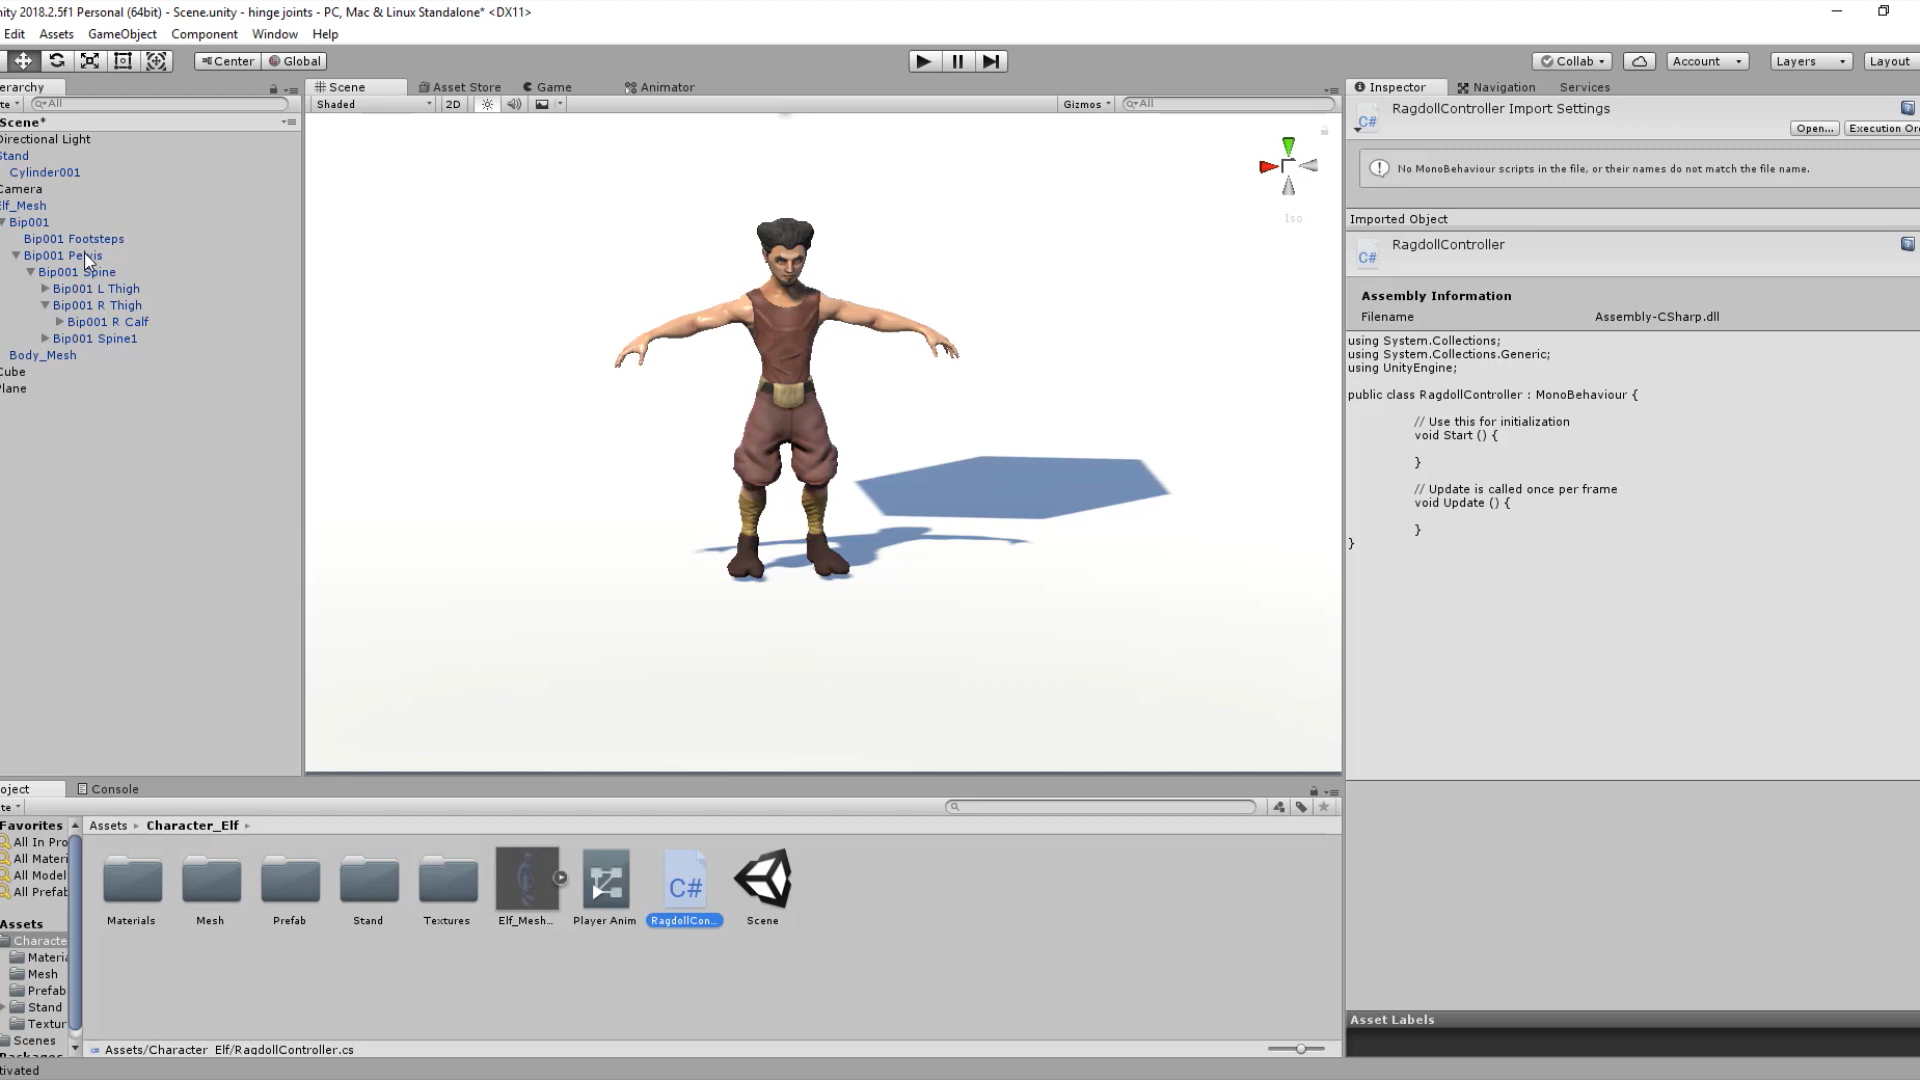 nity 2018.2.5f1 Personal (64bit) - Scene.unity - hinge joints - PC, Mac & Linux Standalone* <DX11>
Edit Assets GameObject Component Window Help
Center Global Collab Account Layers Layout
erarchy Scene Asset Store Game Animator Inspector Navigation Services
te All Shaded 2D Gizmos All
RagdollController Import Settings
C#
Open... Execution Or
Scene*
Directional Light
Stand
Cylinder001
Camera
Elf_Mesh
Bip001
Bip001 Footsteps
Bip001 Pelvis
Bip001 Spine
Bip001 L Thigh
Bip001 R Thigh
Bip001 R Calf
Bip001 Spine1
Body_Mesh
Cube
Plane
Iso
No MonoBehaviour scripts in the file, or their names do not match the file name.
Imported Object
RagdollController
C#
Assembly Information
Filename Assembly-CSharp.dll
using System.Collections;
using System.Collections.Generic;
using UnityEngine;
public class RagdollController : MonoBehaviour {
// Use this for initialization
void Start () {
}
// Update is called once per frame
void Update () {
}
}
oject Console
te
Favorites
All In Pro
All Materi
All Model
All Prefab
Assets
Characte
Materia
Mesh
Prefab
Stand
Textur
Scenes
Packages
Assets Character_Elf
C#
Materials Mesh Prefab Stand Textures Elf_Mesh... Player Anim RagdollCon... Scene
Assets/Character_Elf/RagdollController.cs
Asset Labels
tivated